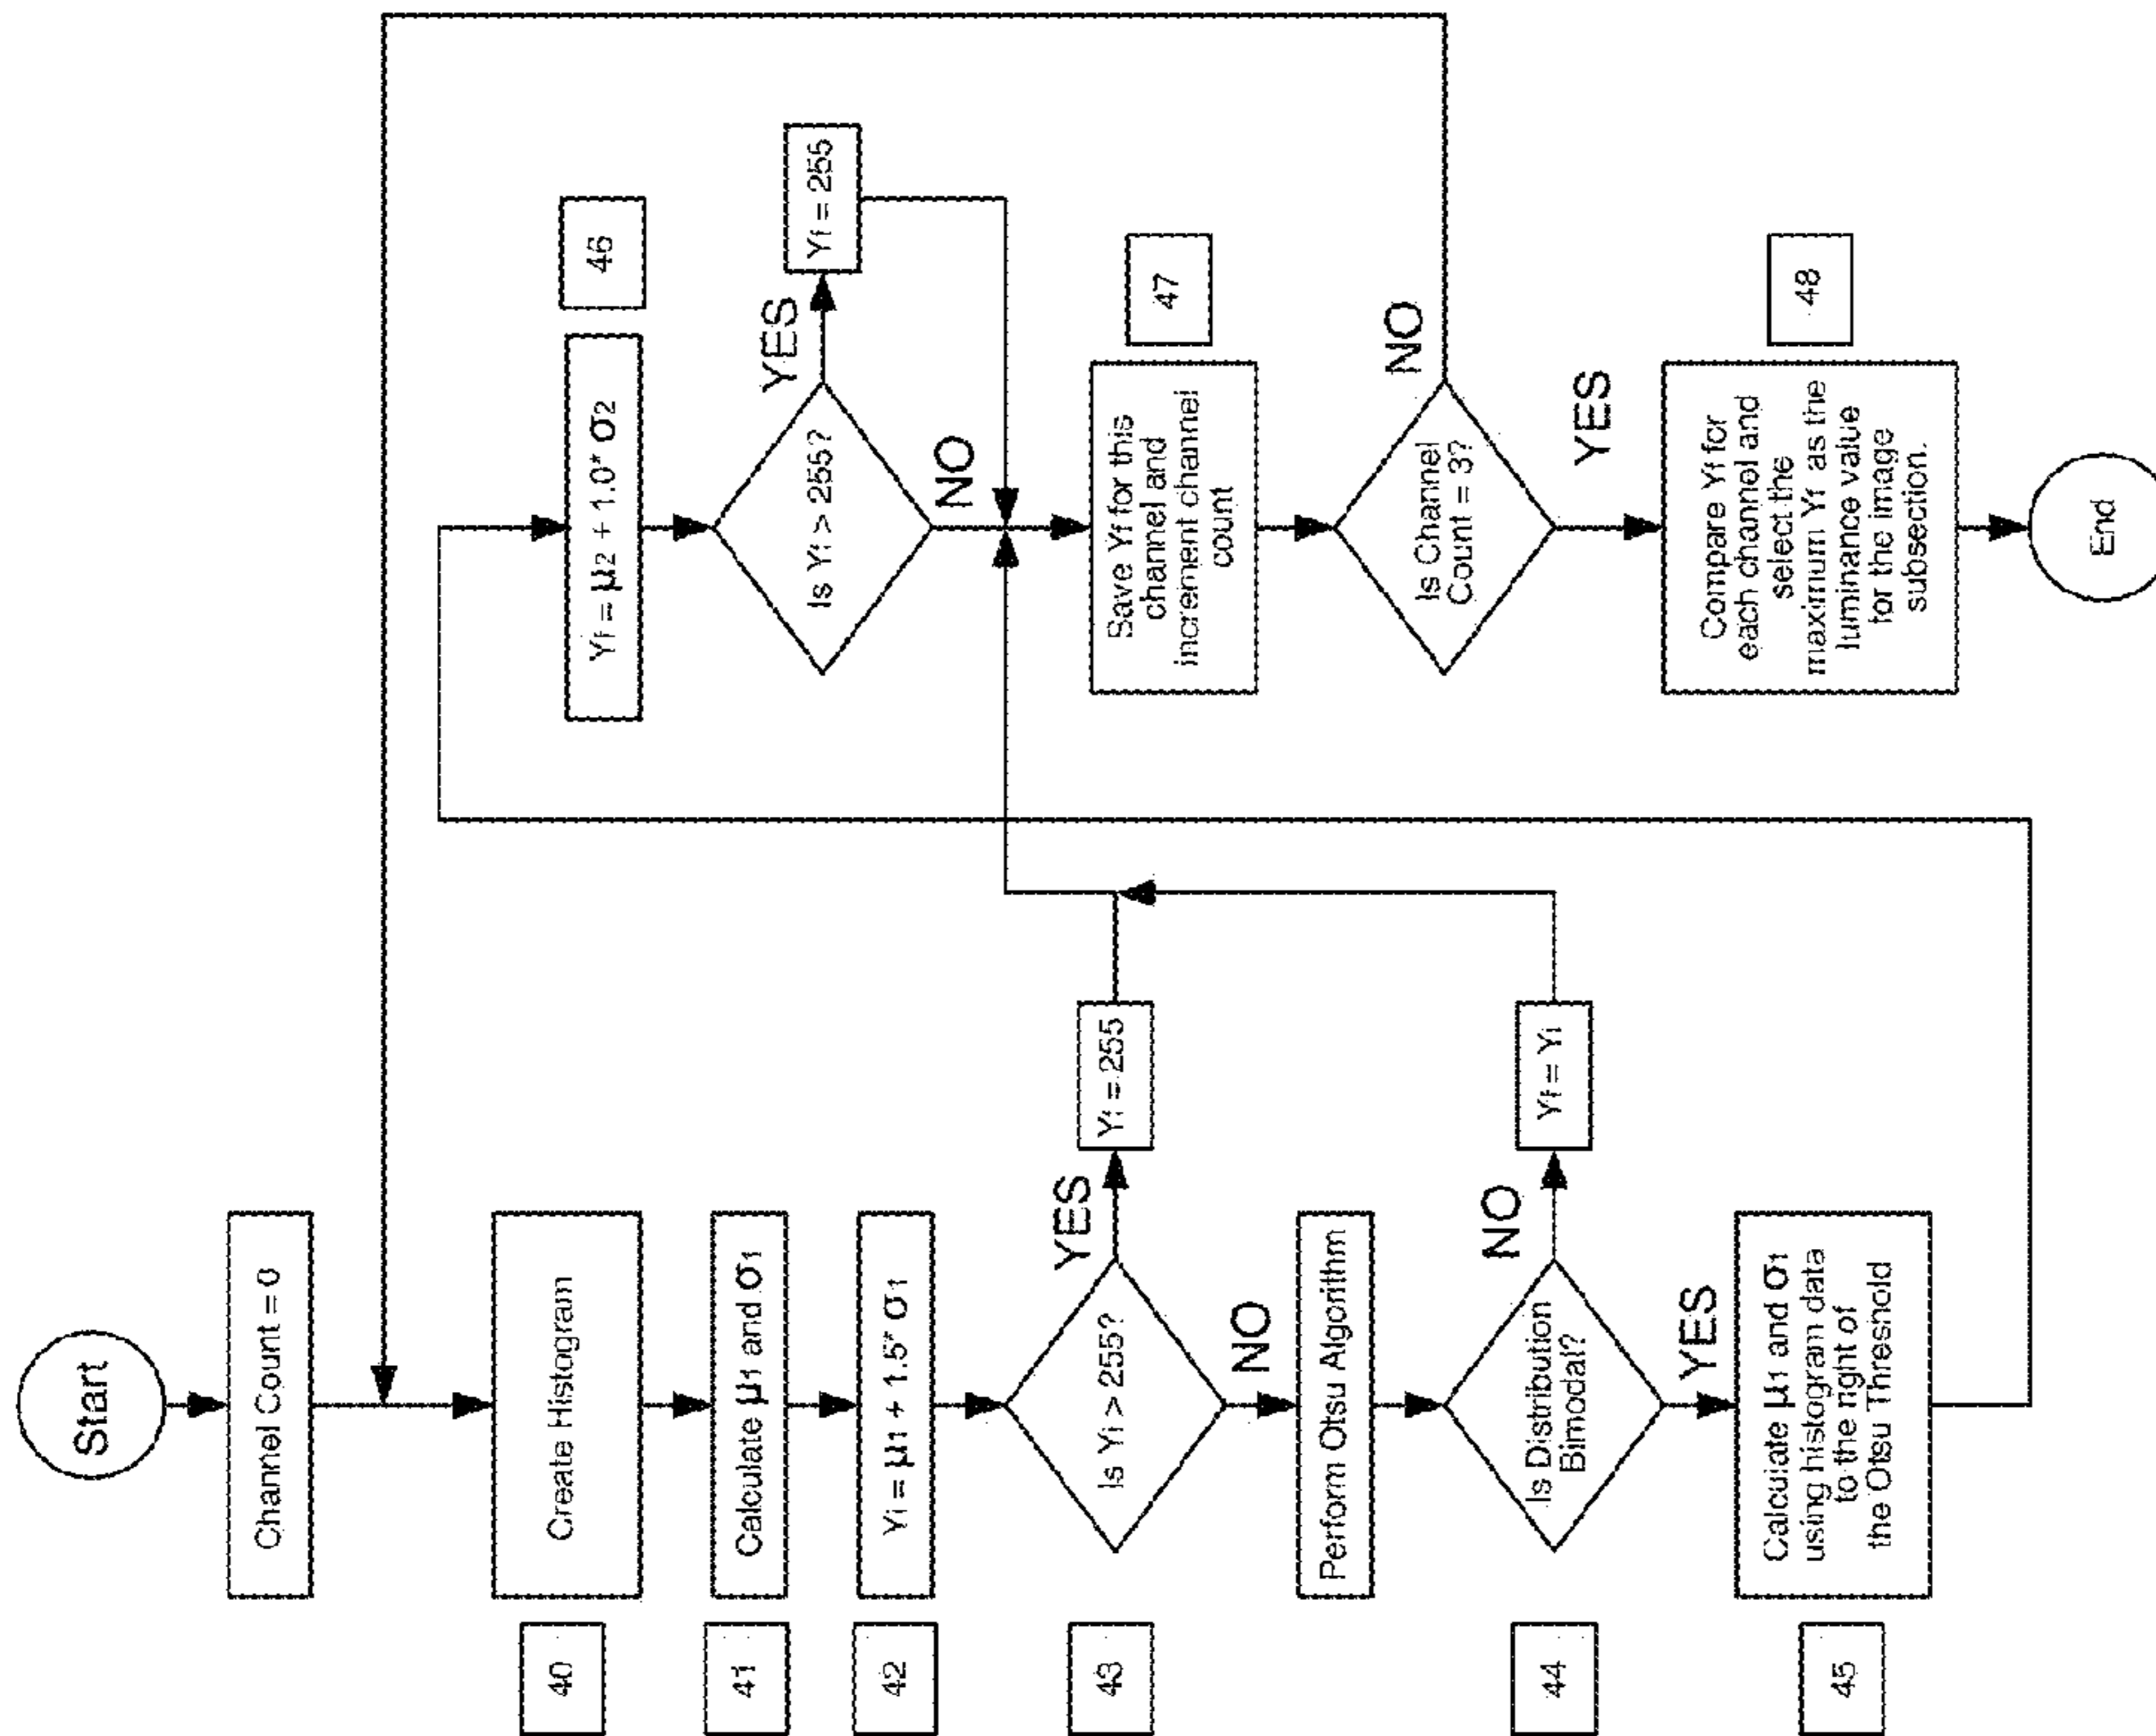 Start
Channel Count = 0
40
Create Histogram
41
Calculate μ1 and σ1
42
Yi = μ1 + 1.5* σ1
43
Is Yi > 255?
YES
Yf = 255
NO
Perform Otsu Algorithm
44
Is Distribution
Bimodal?
NO
Yf = Yi
YES
45
Calculate μ1 and σ1
using histogram data
to the right of
the Otsu Threshold
46
Yf = μ2 + 1.0* σ2
Is Yf > 255?
YES
Yf = 255
NO
47
Save Yf for this
channel and
increment channel
count
Is Channel
Count = 3?
NO
YES
48
Compare Yf for
each channel and
select the
maximum Yf as the
luminance value
for the image
subsection.
End